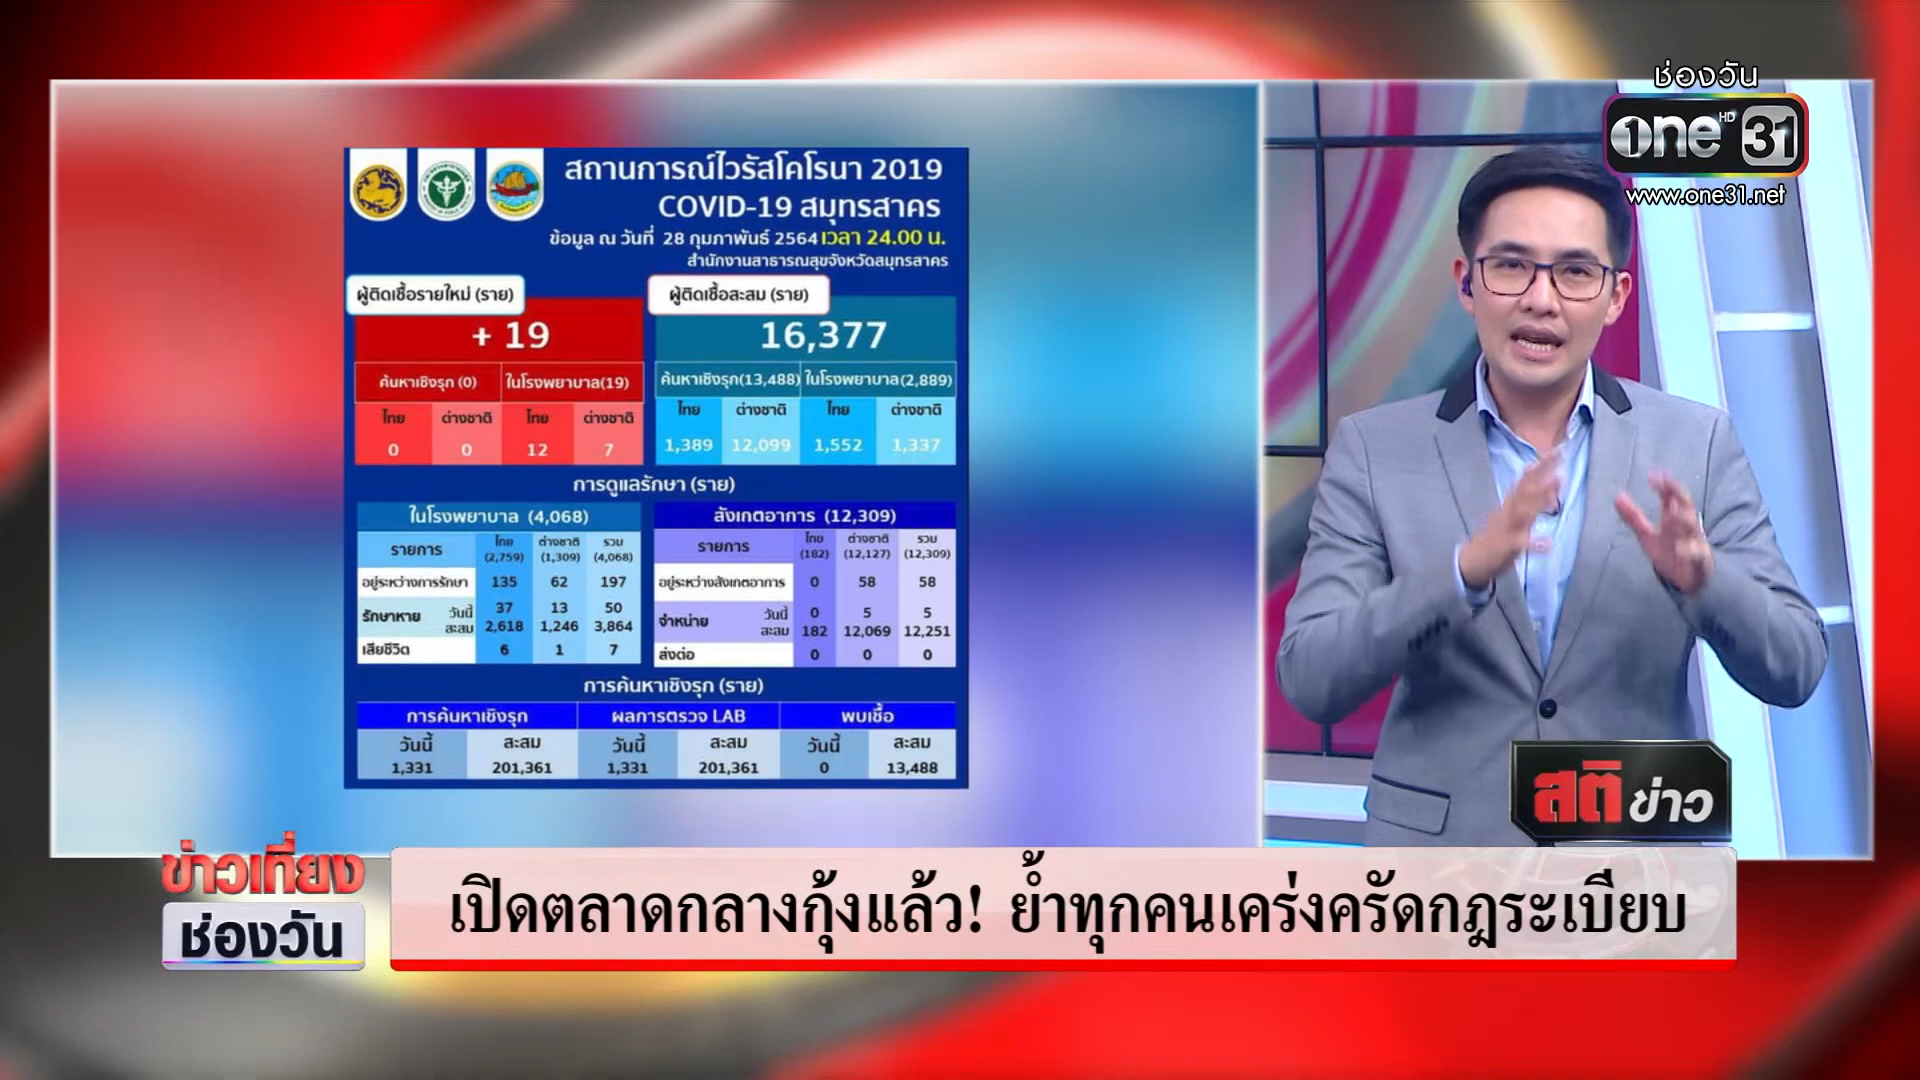 ช่องวัน
one HD 31
www.one31.net
สถานการณ์ไวรัสโคโรนา 2019
COVID-19 สมุทรสาคร
ข้อมูล ณ วันที่ 28 กุมภาพันธ์ 2564 เวลา 24.00 น.
สำนักงานสาธารณสุขจังหวัดสมุทรสาคร
ผู้ติดเชื้อรายใหม่ (ราย) ผู้ติดเชื้อสะสม (ราย)
+ 19 16,377
ค้นหาเชิงรุก (0) ในโรงพยาบาล(19) ค้นหาเชิงรุก(13,488) ในโรงพยาบาล(2,889)
ไทย ต่างชาติ ไทย ต่างชาติ ไทย ต่างชาติ ไทย ต่างชาติ
0 0 12 7 1,389 12,099 1,552 1,337
การดูแลรักษา (ราย)
ในโรงพยาบาล (4,068) สังเกตอาการ (12,309)
รายการ ไทย ต่างชาติ รวม รายการ ไทย ต่างชาติ รวม
(2,759) (1,309) (4,068) (182) (12,127) (12,309)
อยู่ระหว่างการรักษา 135 62 197 อยู่ระหว่างสังเกตอาการ 0 58 58
รักษาหาย วันนี้ 37 13 50 จำหน่าย วันนี้ 0 5 5
สะสม 2,618 1,246 3,864 สะสม 182 12,069 12,251
เสียชีวิต 6 1 7 ส่งต่อ 0 0 0
การค้นหาเชิงรุก (ราย)
การค้นหาเชิงรุก ผลการตรวจ LAB พบเชื้อ
วันนี้ สะสม วันนี้ สะสม วันนี้ สะสม
1,331 201,361 1,331 201,361 0 13,488
สติข่าว
ข่าวเที่ยง
ช่องวัน
เปิดตลาดกลางกุ้งแล้ว! ย้ำทุกคนเคร่งครัดกฎระเบียบ